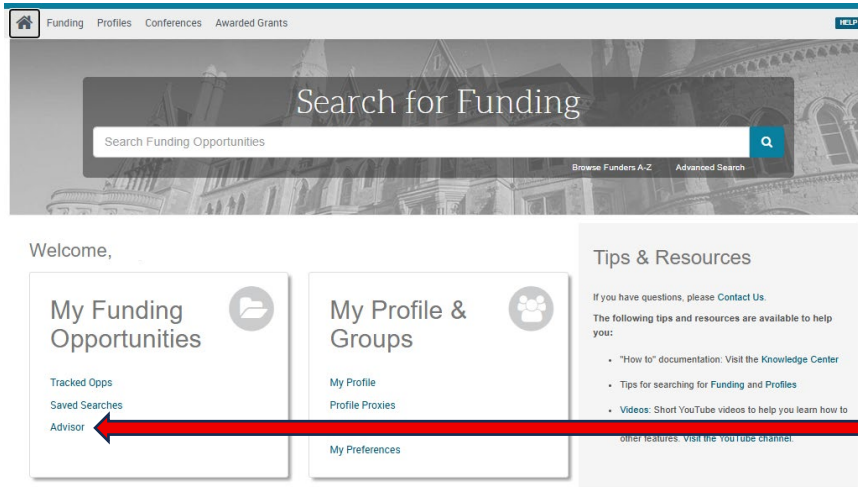 Funding Profiles Conferences Awarded Grants
HELP
Search for Funding
Search Funding Opportunities
Browse Funders A-Z Advanced Search
Welcome,
My Funding
Opportunities
Tracked Opps
Saved Searches
Advisor
My Profile &
Groups
My Profile
Profile Proxies
My Preferences
Tips & Resources
If you have questions, please Contact Us.
The following tips and resources are available to help
you:
• "How to" documentation: Visit the Knowledge Center
• Tips for searching for Funding and Profiles
• Videos: Short YouTube videos to help you learn how to
other features. Visit the YouTube channel.